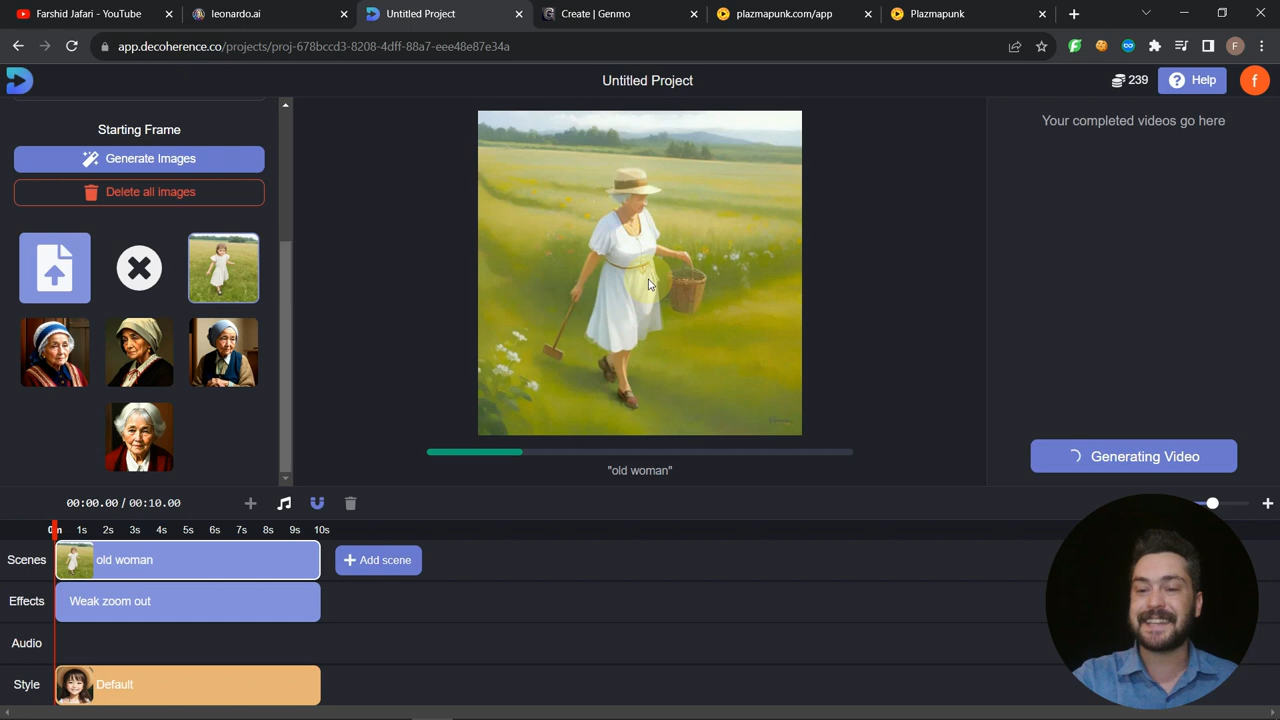 Farshid Jafari - YouTube
leonardo.ai
Untitled Project
Create | Genmo
plazmapunk.com/app
Plazmapunk
app.decoherence.co/projects/proj-678bccd3-8208-4dff-88a7-eee48e87e34a
F
Untitled Project
239
Help
f
Starting Frame
Generate Images
Delete all images
Your completed videos go here
"old woman"
Generating Video
00:00.00 / 00:10.00
1s 2s 3s 4s 5s 6s 7s 8s 9s 10s
Scenes
old woman
Add scene
Effects
Weak zoom out
Audio
Style
Default